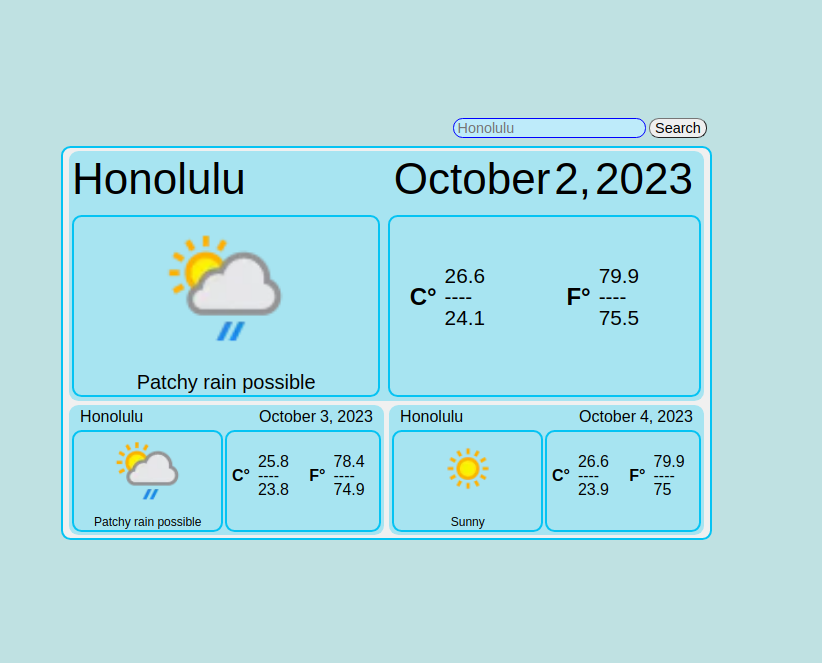 Honolulu Search
Honolulu October 2, 2023
26.6 79.9
C° ---- F° ----
24.1 75.5
Patchy rain possible
Honolulu October 3, 2023 Honolulu October 4, 2023
25.8 78.4 26.6 79.9
C° ---- F° ---- C° ---- F° ----
23.8 74.9 23.9 75
Patchy rain possible Sunny